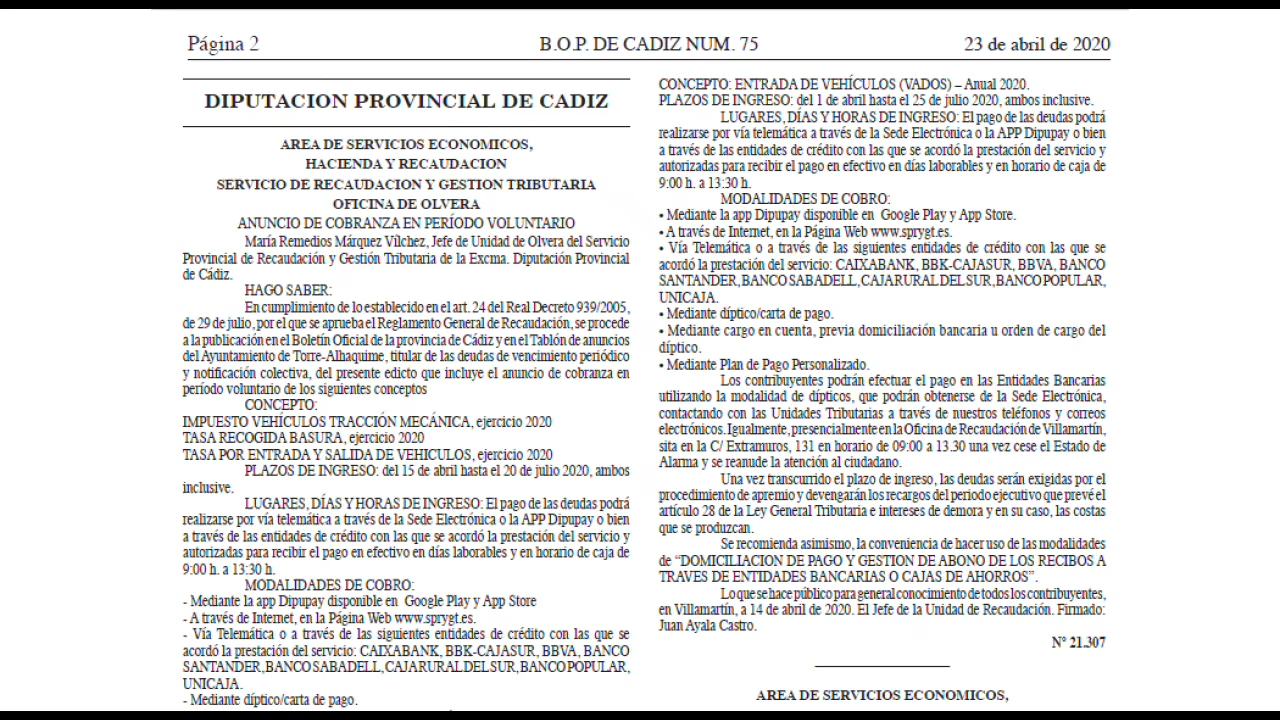 Página 2
B.O.P. DE CADIZ NUM. 75
23 de abril de 2020
DIPUTACION PROVINCIAL DE CADIZ
AREA DE SERVICIOS ECONOMICOS,
HACIENDA Y RECAUDACION
SERVICIO DE RECAUDACION Y GESTION TRIBUTARIA
OFICINA DE OLVERA
ANUNCIO DE COBRANZA EN PERÍODO VOLUNTARIO
María Remedios Márquez Vílchez, Jefe de Unidad de Olvera del Servicio
Provincial de Recaudación y Gestión Tributaria de la Excma. Diputación Provincial
de Cádiz.
HAGO SABER:
En cumplimiento de lo establecido en el art. 24 del Real Decreto 939/2005,
de 29 de julio, por el que se aprueba el Reglamento General de Recaudación, se procede
a la publicación en el Boletín Oficial de la provincia de Cádiz y en el Tablón de anuncios
del Ayuntamiento de Torre-Alhaquime, titular de las deudas de vencimiento periódico
y notificación colectiva, del presente edicto que incluye el anuncio de cobranza en
período voluntario de los siguientes conceptos
CONCEPTO:
IMPUESTO VEHÍCULOS TRACCIÓN MECÁNICA, ejercicio 2020
TASA RECOGIDA BASURA, ejercicio 2020
TASA POR ENTRADA Y SALIDA DE VEHICULOS, ejercicio 2020
PLAZOS DE INGRESO: del 15 de abril hasta el 20 de julio 2020, ambos
inclusive.
LUGARES, DÍAS Y HORAS DE INGRESO: El pago de las deudas podrá
realizarse por vía telemática a través de la Sede Electrónica o la APP Dipupay o bien
a través de las entidades de crédito con las que se acordó la prestación del servicio y
autorizadas para recibir el pago en efectivo en días laborables y en horario de caja de
9:00 h. a 13:30 h.
MODALIDADES DE COBRO:
- Mediante la app Dipupay disponible en Google Play y App Store
- A través de Internet, en la Página Web www.sprygt.es.
- Vía Telemática o a través de las siguientes entidades de crédito con las que se
acordó la prestación del servicio: CAIXABANK, BBK-CAJASUR, BBVA, BANCO
SANTANDER, BANCO SABADELL, CAJA RURAL DEL SUR, BANCO POPULAR,
UNICAJA.
- Mediante díptico/carta de pago.
CONCEPTO: ENTRADA DE VEHÍCULOS (VADOS) – Anual 2020.
PLAZOS DE INGRESO: del 1 de abril hasta el 25 de julio 2020, ambos inclusive.
LUGARES, DÍAS Y HORAS DE INGRESO: El pago de las deudas podrá
realizarse por vía telemática a través de la Sede Electrónica o la APP Dipupay o bien
a través de las entidades de crédito con las que se acordó la prestación del servicio y
autorizadas para recibir el pago en efectivo en días laborables y en horario de caja de
9:00 h. a 13:30 h.
MODALIDADES DE COBRO:
• Mediante la app Dipupay disponible en Google Play y App Store.
• A través de Internet, en la Página Web www.sprygt.es.
• Vía Telemática o a través de las siguientes entidades de crédito con las que se
acordó la prestación del servicio: CAIXABANK, BBK-CAJASUR, BBVA, BANCO
SANTANDER, BANCO SABADELL, CAJA RURAL DEL SUR, BANCO POPULAR,
UNICAJA.
• Mediante díptico/carta de pago.
• Mediante cargo en cuenta, previa domiciliación bancaria u orden de cargo del
díptico.
• Mediante Plan de Pago Personalizado.
Los contribuyentes podrán efectuar el pago en las Entidades Bancarias
utilizando la modalidad de dípticos, que podrán obtenerse de la Sede Electrónica,
contactando con las Unidades Tributarias a través de nuestros teléfonos y correos
electrónicos. Igualmente, presencialmente en la Oficina de Recaudación de Villamartín,
sita en la C/ Extramuros, 131 en horario de 09:00 a 13.30 una vez cese el Estado de
Alarma y se reanude la atención al ciudadano.
Una vez transcurrido el plazo de ingreso, las deudas serán exigidas por el
procedimiento de apremio y devengarán los recargos del periodo ejecutivo que prevé el
artículo 28 de la Ley General Tributaria e intereses de demora y en su caso, las costas
que se produzcan.
Se recomienda asimismo, la conveniencia de hacer uso de las modalidades
de “DOMICILIACION DE PAGO Y GESTION DE ABONO DE LOS RECIBOS A
TRAVES DE ENTIDADES BANCARIAS O CAJAS DE AHORROS”.
Lo que se hace público para general conocimiento de todos los contribuyentes,
en Villamartín, a 14 de abril de 2020. El Jefe de la Unidad de Recaudación. Firmado:
Juan Ayala Castro.
Nº 21.307
AREA DE SERVICIOS ECONOMICOS,